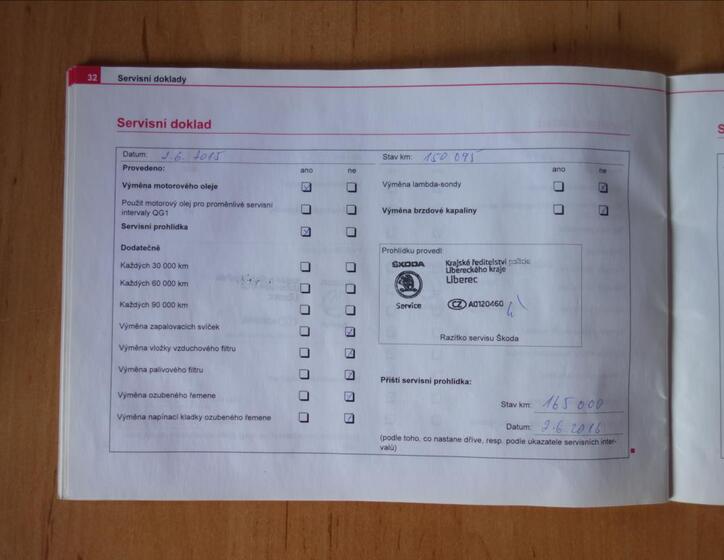 32 Servisní doklady
Servisní doklad
Datum: 2.6.2015
Provedeno: ano ne
Výměna motorového oleje
Použit motorový olej pro proměnlivé servisní
intervaly QG1
Servisní prohlídka
Dodatečně
Každých 30 000 km
Každých 60 000 km
Každých 90 000 km
Výměna zapalovacích svíček
Výměna vložky vzduchového filtru
Výměna palivového filtru
Výměna ozubeného řemene
Výměna napínací kladky ozubeného řemene
Stav km: 150 095
ano ne
Výměna lambda-sondy
Výměna brzdové kapaliny
Prohlídku provedl:
ŠKODA
Service
Krajské ředitelství policie
Libereckého kraje
Liberec
CZ A0120460
Razítko servisu Škoda
Příští servisní prohlídka:
Stav km: 165 000
Datum: 2.6.2016
(podle toho, co nastane dříve, resp. podle ukazatele servisních inter-
valů)
S